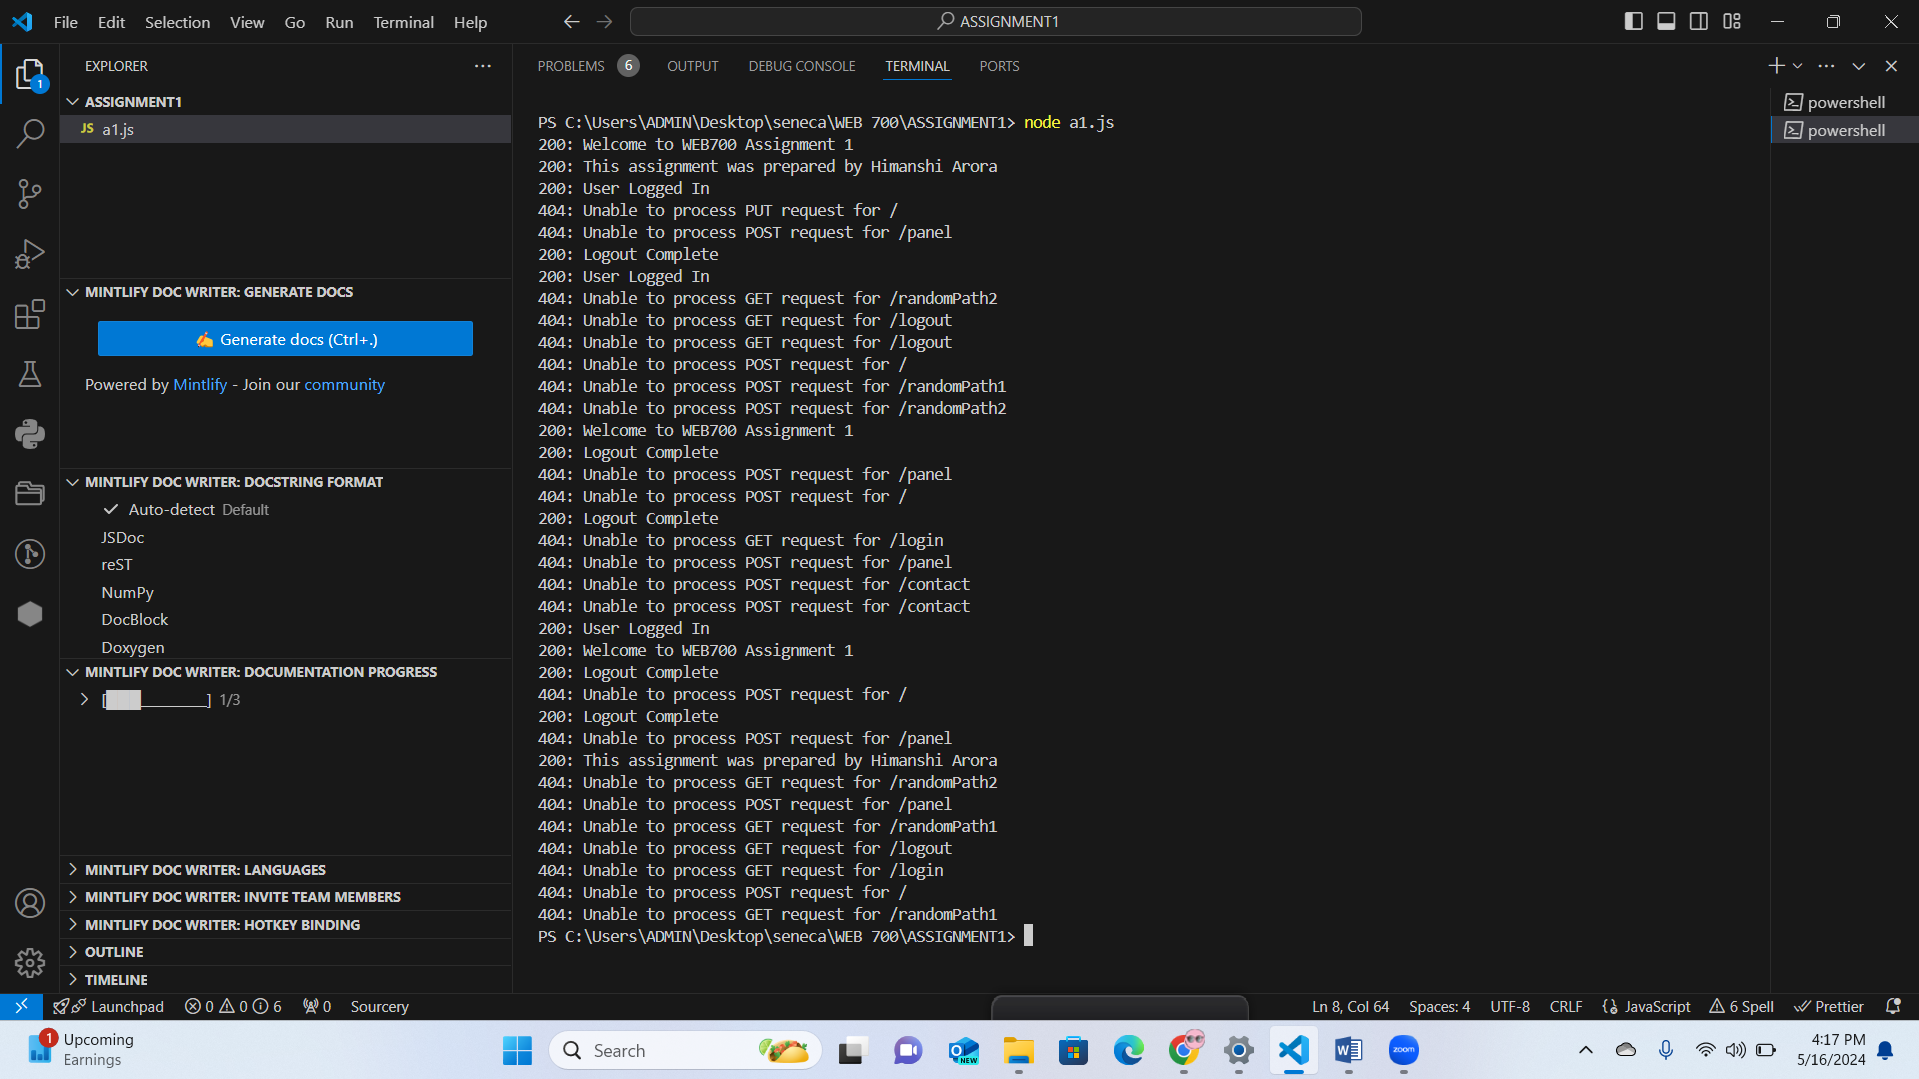 File Edit Selection View Go Run Terminal Help
ASSIGNMENT1
EXPLORER
PROBLEMS 6 OUTPUT DEBUG CONSOLE TERMINAL PORTS
1
ASSIGNMENT1
JS a1.js
powershell
powershell
PS C:\Users\ADMIN\Desktop\seneca\WEB 700\ASSIGNMENT1> node a1.js
200: Welcome to WEB700 Assignment 1
200: This assignment was prepared by Himanshi Arora
200: User Logged In
404: Unable to process PUT request for /
404: Unable to process POST request for /panel
200: Logout Complete
200: User Logged In
404: Unable to process GET request for /randomPath2
404: Unable to process GET request for /logout
404: Unable to process GET request for /logout
404: Unable to process POST request for /
404: Unable to process POST request for /randomPath1
404: Unable to process POST request for /randomPath2
200: Welcome to WEB700 Assignment 1
200: Logout Complete
404: Unable to process POST request for /panel
404: Unable to process POST request for /
200: Logout Complete
404: Unable to process GET request for /login
404: Unable to process POST request for /panel
404: Unable to process POST request for /contact
404: Unable to process POST request for /contact
200: User Logged In
200: Welcome to WEB700 Assignment 1
200: Logout Complete
404: Unable to process POST request for /
200: Logout Complete
404: Unable to process POST request for /panel
200: This assignment was prepared by Himanshi Arora
404: Unable to process GET request for /randomPath2
404: Unable to process POST request for /panel
404: Unable to process GET request for /randomPath1
404: Unable to process GET request for /logout
404: Unable to process GET request for /login
404: Unable to process POST request for /
404: Unable to process GET request for /randomPath1
PS C:\Users\ADMIN\Desktop\seneca\WEB 700\ASSIGNMENT1>
MINTLIFY DOC WRITER: GENERATE DOCS
✍️ Generate docs (Ctrl+.)
Powered by Mintlify - Join our community
MINTLIFY DOC WRITER: DOCSTRING FORMAT
Auto-detect Default
JSDoc
reST
NumPy
DocBlock
Doxygen
MINTLIFY DOC WRITER: DOCUMENTATION PROGRESS
[███_______] 1/3
MINTLIFY DOC WRITER: LANGUAGES
MINTLIFY DOC WRITER: INVITE TEAM MEMBERS
MINTLIFY DOC WRITER: HOTKEY BINDING
OUTLINE
TIMELINE
Launchpad 0 0 6 0 Sourcery
Ln 8, Col 64 Spaces: 4 UTF-8 CRLF JavaScript 6 Spell Prettier
1 Upcoming
Earnings
Search
NEW
zoom
4:17 PM
5/16/2024